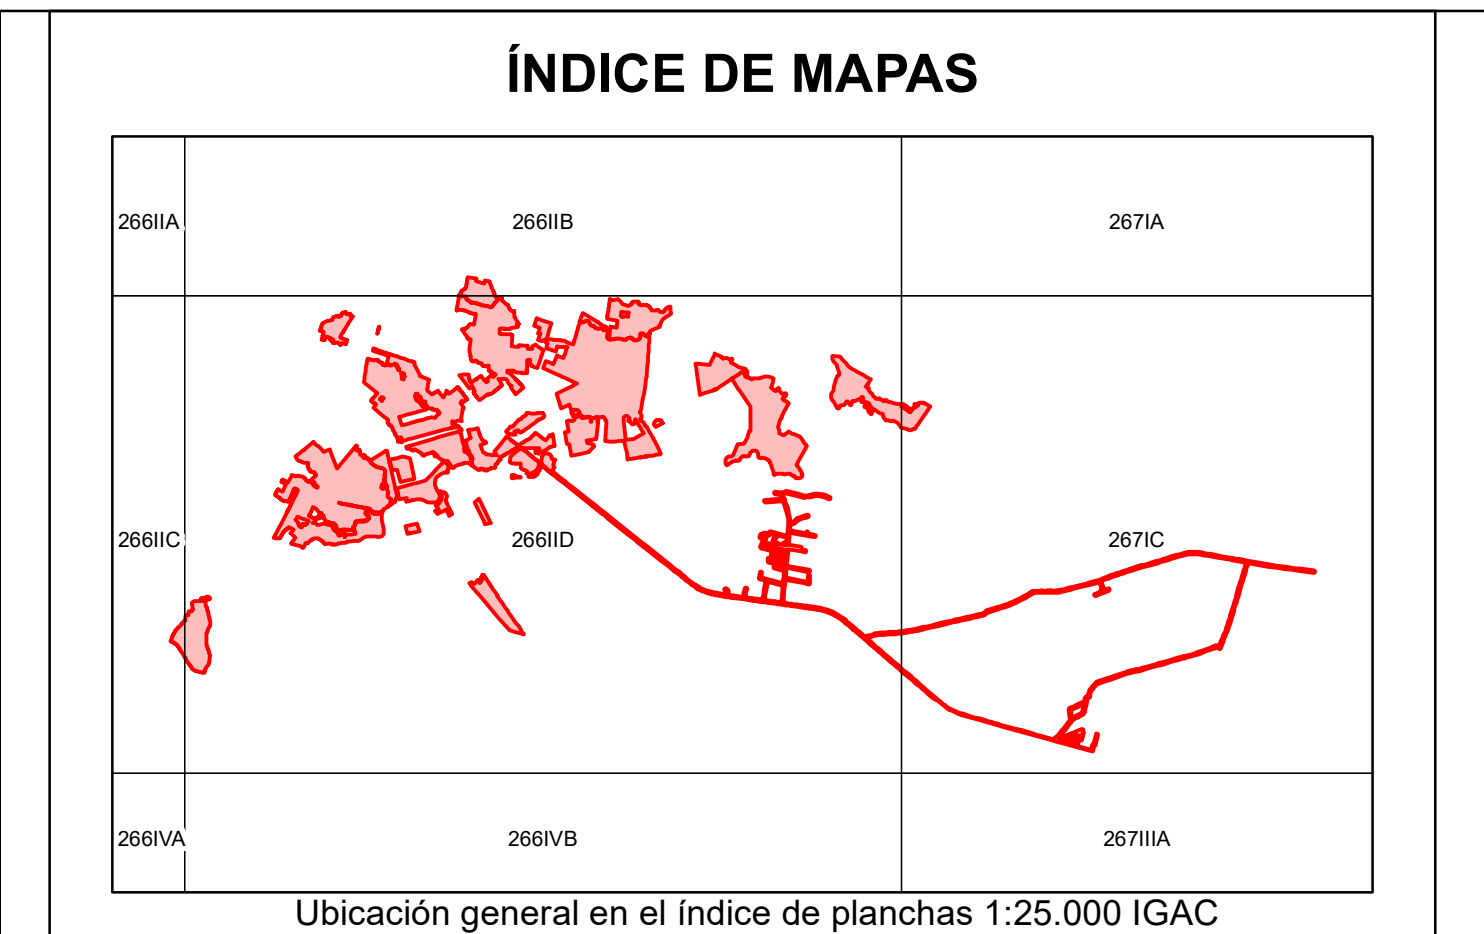 ÍNDICE DE MAPAS
266IIA 266IIB 267IA
266IIC 266IID 267IC
266IVA 266IVB 267IIIA
Ubicación general en el índice de planchas 1:25.000 IGAC